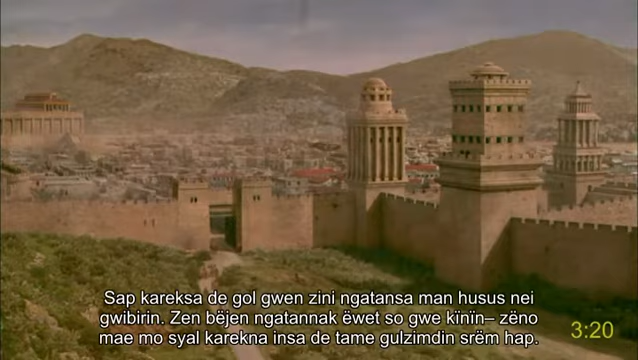 Sap kareksa de gol gwen zini ngatansa man husus nei
gwibirin. Zen bëjen ngatannak ëwet so gwe kïnïn– zëno
mae mo syal karekna insa de tame gulzimdin srëm hap.
3:20